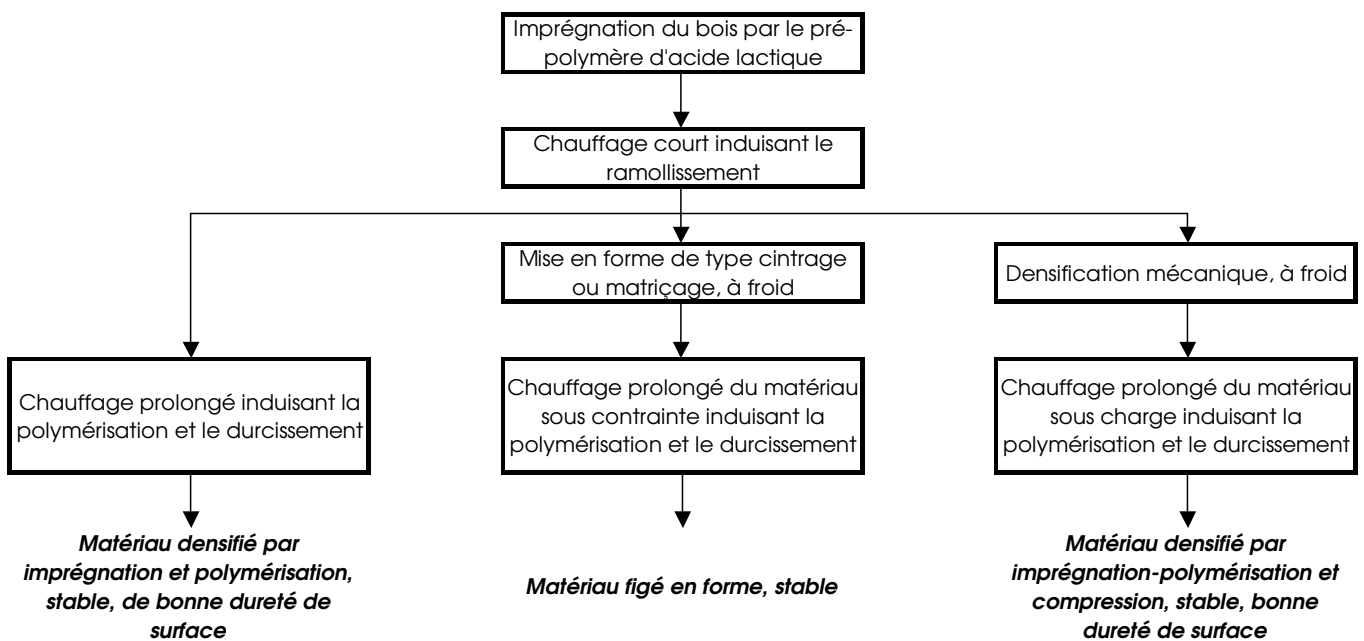 Imprégnation du bois par le pré-
polymère d'acide lactique
Chauffage court induisant le
ramollissement
Mise en forme de type cintrage
ou matriçage, à froid
Densification mécanique, à froid
Chauffage prolongé induisant la
polymérisation et le durcissement
Chauffage prolongé du matériau
sous contrainte induisant la
polymérisation et le durcissement
Chauffage prolongé du matériau
sous charge induisant la
polymérisation et le durcissement
Matériau densifié par
imprégnation et polymérisation,
stable, de bonne dureté de
surface
Matériau figé en forme, stable
Matériau densifié par
imprégnation-polymérisation et
compression, stable, bonne
dureté de surface